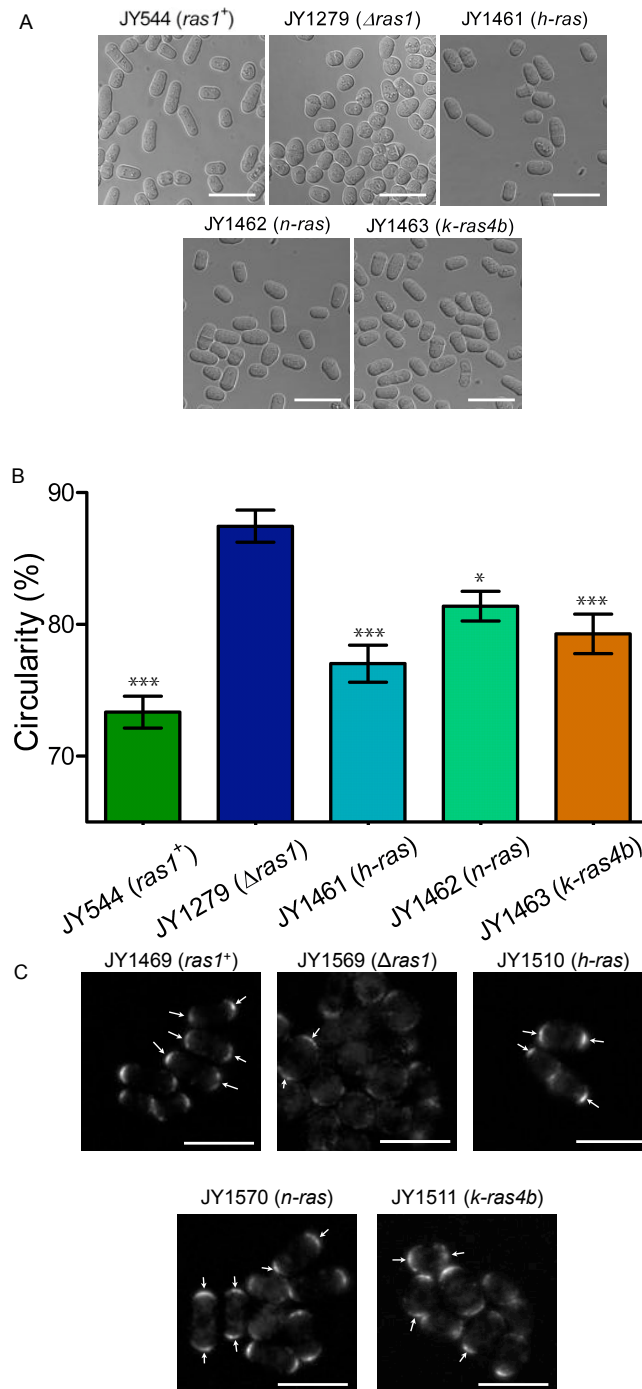 A
JY544 (ras1⁺)
JY1279 (Δras1)
JY1461 (h-ras)
JY1462 (n-ras)
JY1463 (k-ras4b)
B
Circularity (%)
90
80
70
***
***
*
***
JY544 (ras1⁺)
JY1279 (Δras1)
JY1461 (h-ras)
JY1462 (n-ras)
JY1463 (k-ras4b)
C
JY1469 (ras1⁺)
JY1569 (Δras1)
JY1510 (h-ras)
JY1570 (n-ras)
JY1511 (k-ras4b)